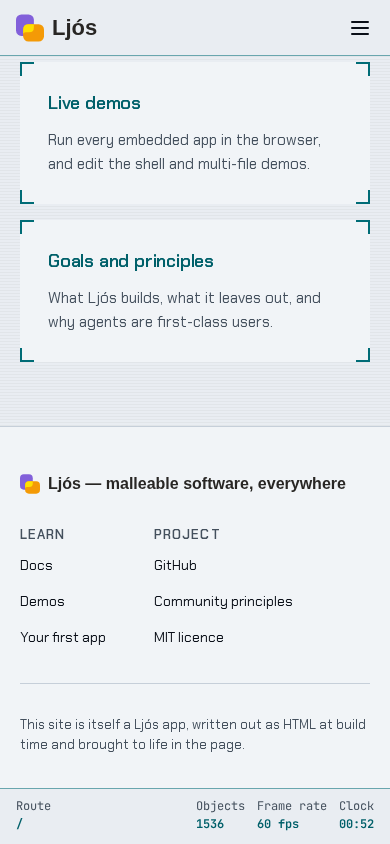 Ljós
Live demos
Run every embedded app in the browser,
and edit the shell and multi-file demos.
Goals and principles
What Ljós builds, what it leaves out, and
why agents are first-class users.
Ljós — malleable software, everywhere
LEARN
Docs
Demos
Your first app
PROJECT
GitHub
Community principles
MIT licence
This site is itself a Ljós app, written out as HTML at build
time and brought to life in the page.
Route
/
Objects
1536
Frame rate
60 fps
Clock
00:52